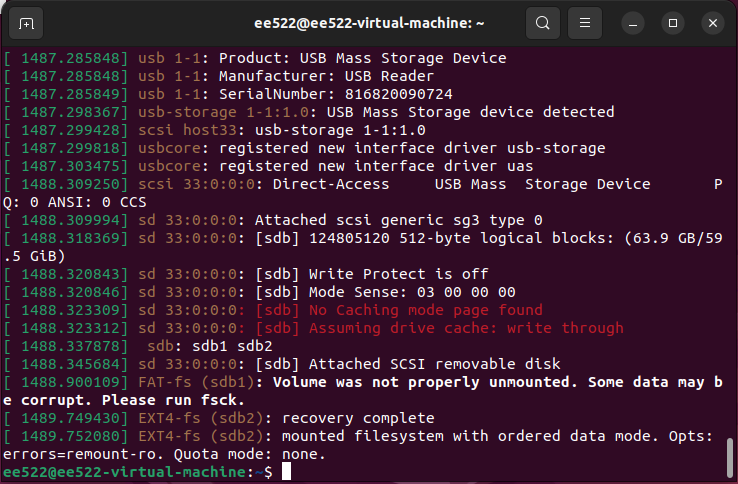 ee522@ee522-virtual-machine: ~
[ 1487.285848] usb 1-1: Product: USB Mass Storage Device
[ 1487.285848] usb 1-1: Manufacturer: USB Reader
[ 1487.285849] usb 1-1: SerialNumber: 816820090724
[ 1487.298367] usb-storage 1-1:1.0: USB Mass Storage device detected
[ 1487.299428] scsi host33: usb-storage 1-1:1.0
[ 1487.299818] usbcore: registered new interface driver usb-storage
[ 1487.303475] usbcore: registered new interface driver uas
[ 1488.309250] scsi 33:0:0:0: Direct-Access     USB Mass  Storage Device       P
Q: 0 ANSI: 0 CCS
[ 1488.309994] sd 33:0:0:0: Attached scsi generic sg3 type 0
[ 1488.318369] sd 33:0:0:0: [sdb] 124805120 512-byte logical blocks: (63.9 GB/59
.5 GiB)
[ 1488.320843] sd 33:0:0:0: [sdb] Write Protect is off
[ 1488.320846] sd 33:0:0:0: [sdb] Mode Sense: 03 00 00 00
[ 1488.323309] sd 33:0:0:0: [sdb] No Caching mode page found
[ 1488.323312] sd 33:0:0:0: [sdb] Assuming drive cache: write through
[ 1488.337878]  sdb: sdb1 sdb2
[ 1488.345684] sd 33:0:0:0: [sdb] Attached SCSI removable disk
[ 1488.900109] FAT-fs (sdb1): Volume was not properly unmounted. Some data may b
e corrupt. Please run fsck.
[ 1489.749430] EXT4-fs (sdb2): recovery complete
[ 1489.752080] EXT4-fs (sdb2): mounted filesystem with ordered data mode. Opts:
errors=remount-ro. Quota mode: none.
ee522@ee522-virtual-machine:~$